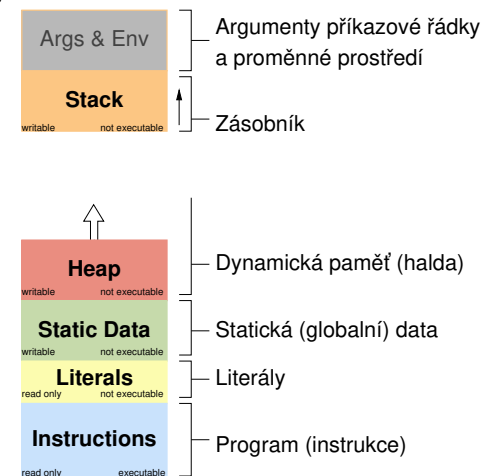 Args & Env
Argumenty příkazové řádky
a proměnné prostředí
Stack
writable not executable
Zásobník
Heap
writable not executable
Dynamická paměť (halda)
Static Data
writable not executable
Statická (globalní) data
Literals
read only not executable
Literály
Instructions
read only executable
Program (instrukce)